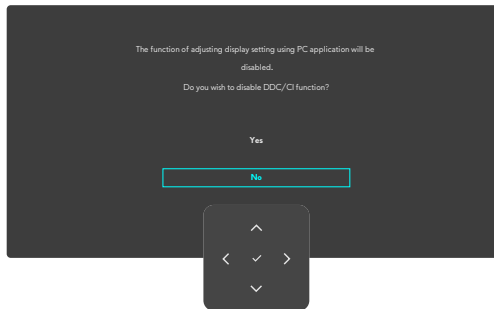 The function of adjusting display setting using PC application will be
disabled.
Do you wish to disable DDC/CI function?
Yes
No